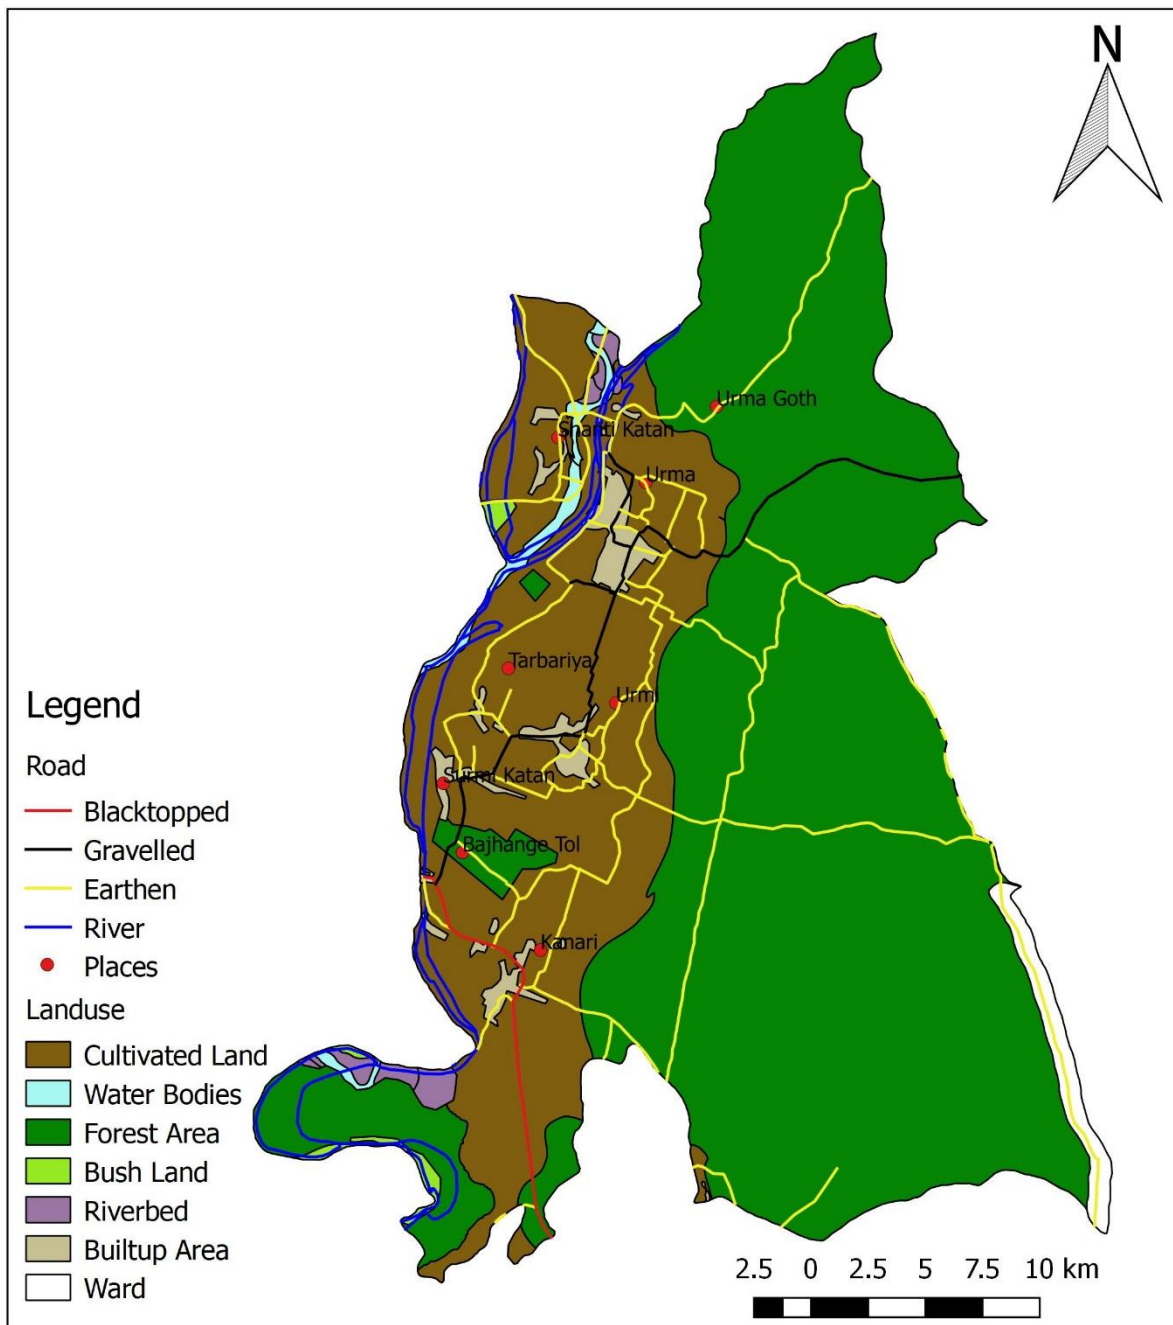 N
Urma Goth
Shanti Katan
Urma
Tarbariya
Urmi
Surmi Katan
Bajhange Tol
Kanari
Legend
Road
Blacktopped
Gravelled
Earthen
River
Places
Landuse
Cultivated Land
Water Bodies
Forest Area
Bush Land
Riverbed
Builtup Area
Ward
2.5 0 2.5 5 7.5 10 km